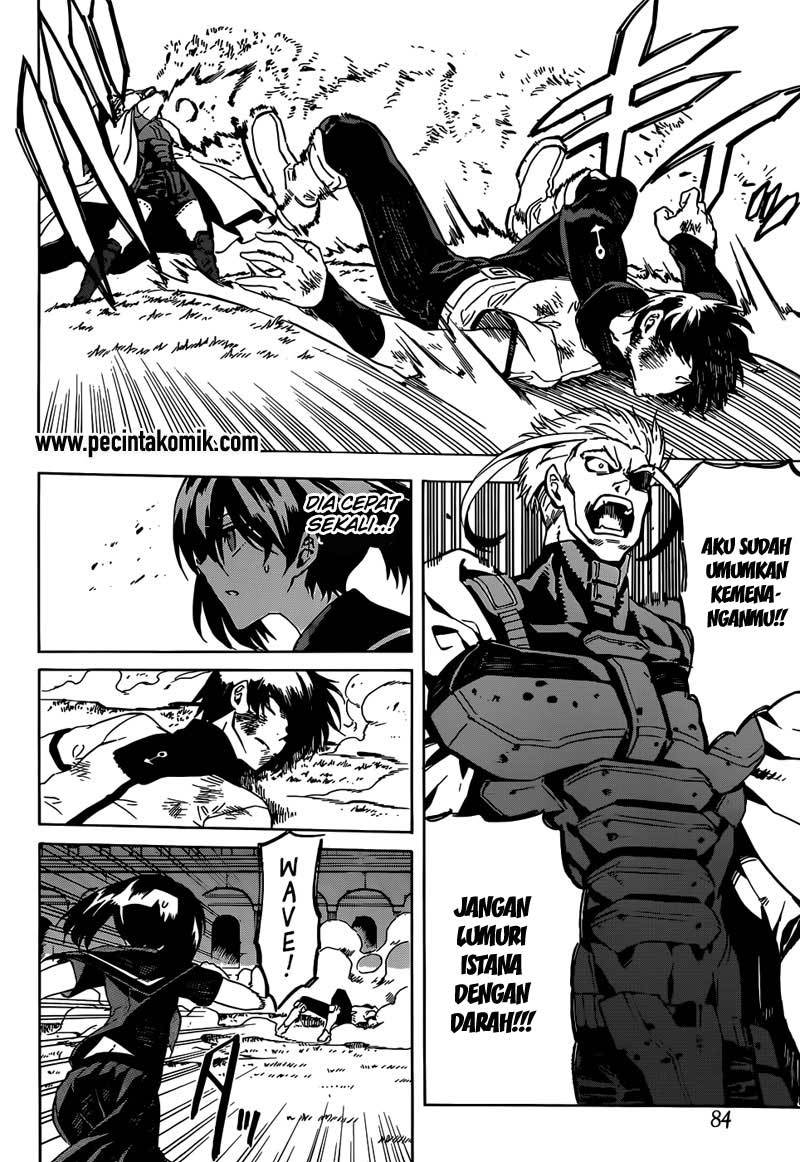 www.pecintakomik.com
AKU SUDAH
UMUMKAN
KEMENA-
NGANMU!!
JANGAN
LUMURI
ISTANA
DENGAN
DARAH!!!
DIA CEPAT
SEKALI..!
WAVE!
84